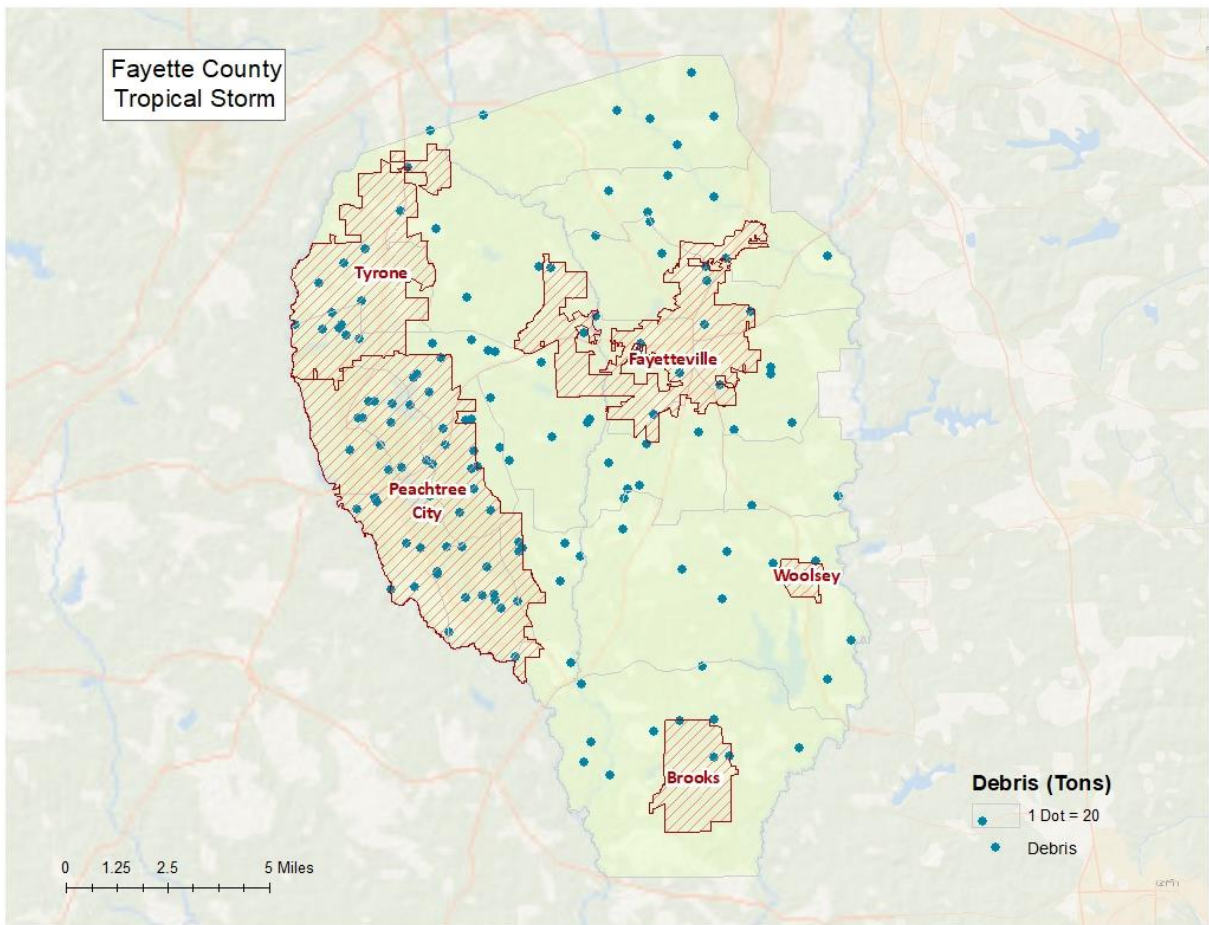 Fayette County
Tropical Storm
Tyrone
Fayetteville
Peachtree
City
Woolsey
Brooks
Debris (Tons)
1 Dot = 20
Debris
0 1.25 2.5 5 Miles